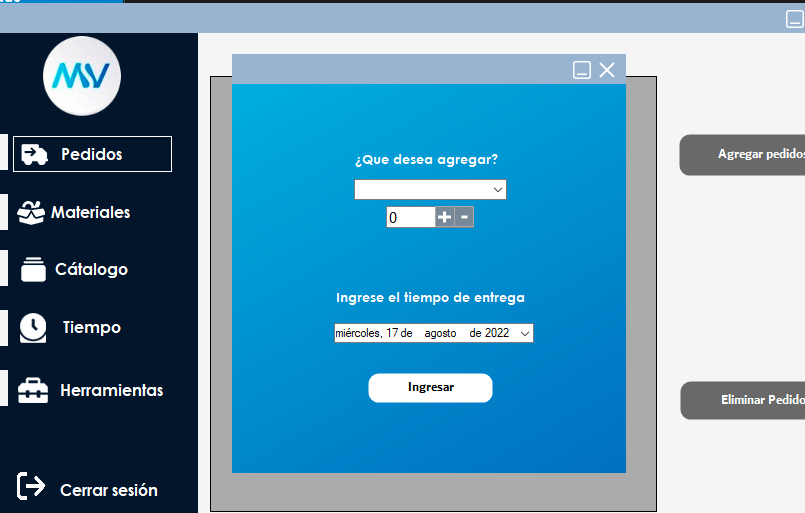 MV
Pedidos
Materiales
Cátalogo
Tiempo
Herramientas
Cerrar sesión
¿Que desea agregar?
0
+ -
Ingrese el tiempo de entrega
miércoles, 17 de agosto de 2022
Ingresar
Agregar pedidos
Eliminar Pedido